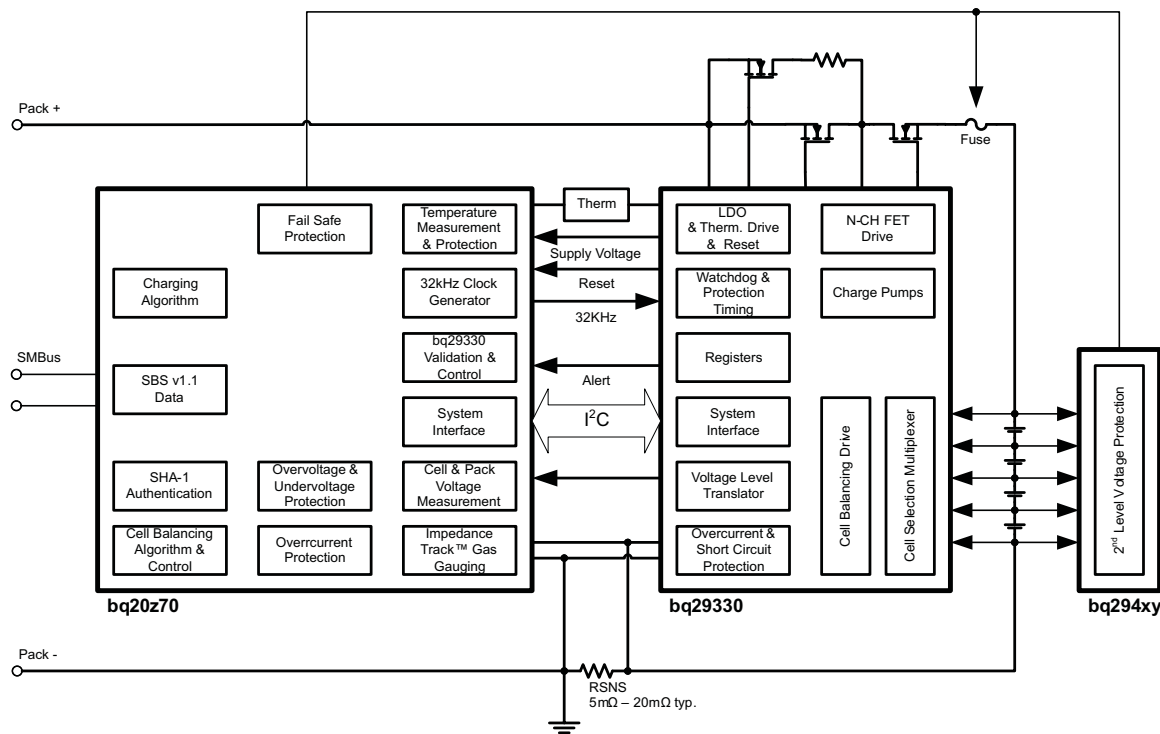 Pack +
Fuse
Fail Safe
Protection
Temperature
Measurement
& Protection
Therm
LDO
& Therm. Drive
& Reset
N-CH FET
Drive
Supply Voltage
Charging
Algorithm
32kHz Clock
Generator
Reset
32KHz
Watchdog &
Protection
Timing
Charge Pumps
SMBus
SBS v1.1
Data
bq29330
Validation &
Control
Alert
Registers
System
Interface
I²C
System
Interface
SHA-1
Authentication
Overvoltage &
Undervoltage
Protection
Cell & Pack
Voltage
Measurement
Voltage Level
Translator
Cell Balancing
Algorithm &
Control
Overrcurrent
Protection
Impedance
Track™ Gas
Gauging
Overcurrent &
Short Circuit
Protection
Cell Balancing Drive
Cell Selection Multiplexer
2nd Level Voltage Protection
bq20z70
bq29330
bq294xy
Pack -
RSNS
5mΩ – 20mΩ typ.